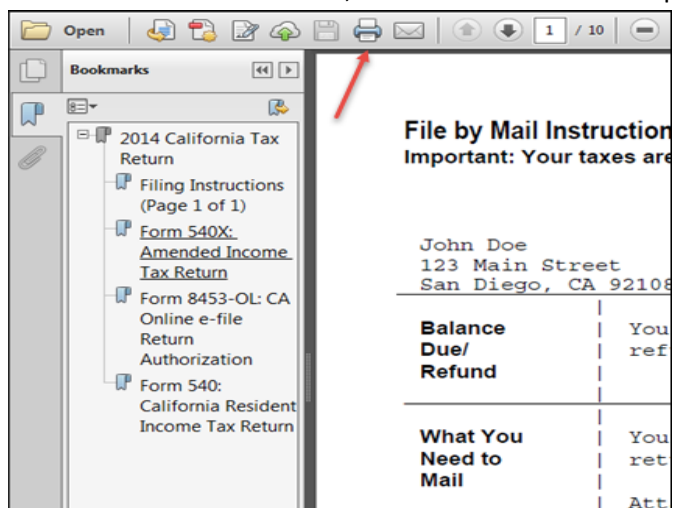 Open
1 / 10
Bookmarks
2014 California Tax
Return
Filing Instructions
(Page 1 of 1)
Form 540X:
Amended Income
Tax Return
Form 8453-OL: CA
Online e-file
Return
Authorization
Form 540:
California Resident
Income Tax Return
File by Mail Instruction
Important: Your taxes are
John Doe
123 Main Street
San Diego, CA 92108
Balance | You
Due/ | ref
Refund |
What You | You
Need to | ret
Mail |
| Att